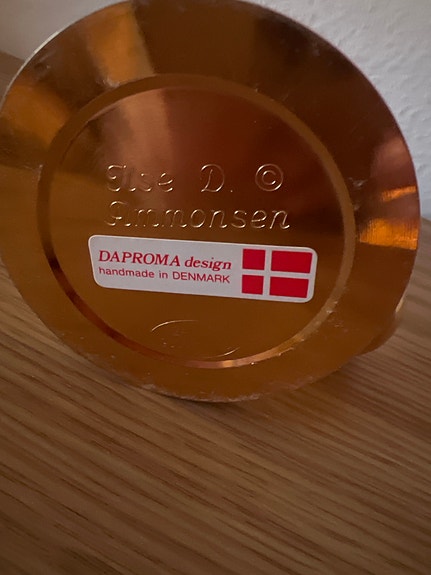 Ilse D. ©
Ammonsen
DAPROMA design
handmade in DENMARK